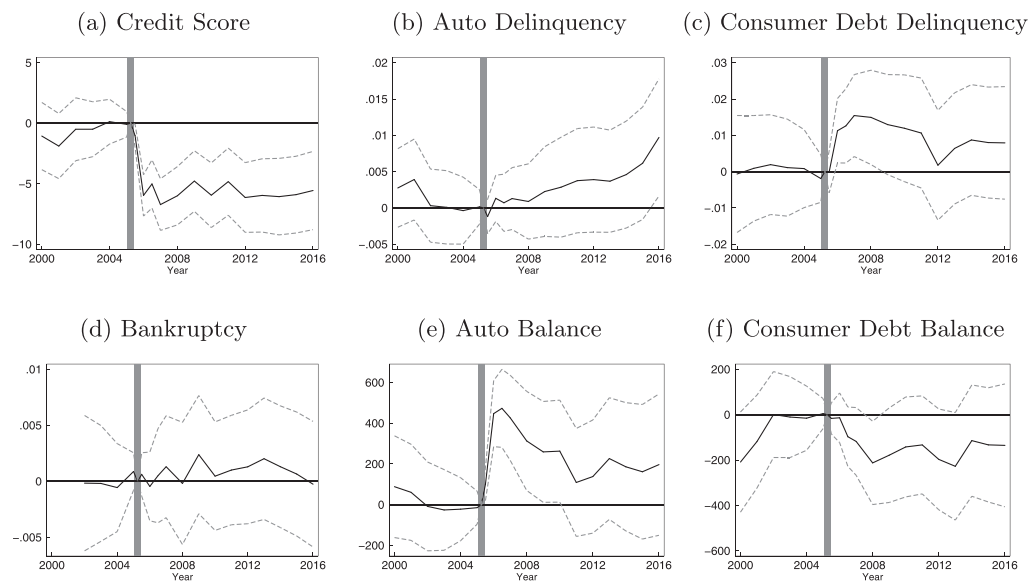 (a) Credit Score
(b) Auto Delinquency
(c) Consumer Debt Delinquency
5
0
−5
−10
2000 2004 2008 2012 2016
Year
.02
.015
.01
.005
0
−.005
2000 2004 2008 2012 2016
Year
.03
.02
.01
0
−.01
−.02
2000 2004 2008 2012 2016
Year
(d) Bankruptcy
(e) Auto Balance
(f) Consumer Debt Balance
.01
.005
0
−.005
2000 2004 2008 2012 2016
Year
600
400
200
0
−200
2000 2004 2008 2012 2016
Year
200
0
−200
−400
−600
2000 2004 2008 2012 2016
Year